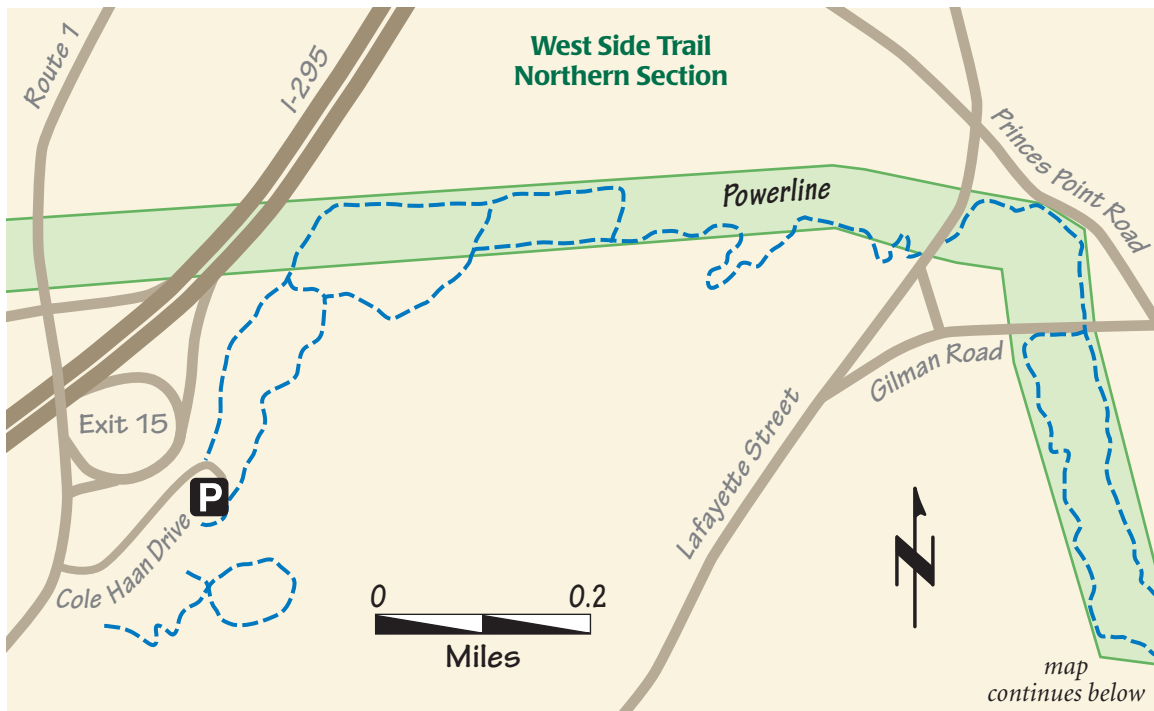 West Side Trail
Northern Section
Route 1
I-295
Princes Point Road
Powerline
Exit 15
Gilman Road
Lafayette Street
P
Cole Haan Drive
N
0 0.2
Miles
map
continues below